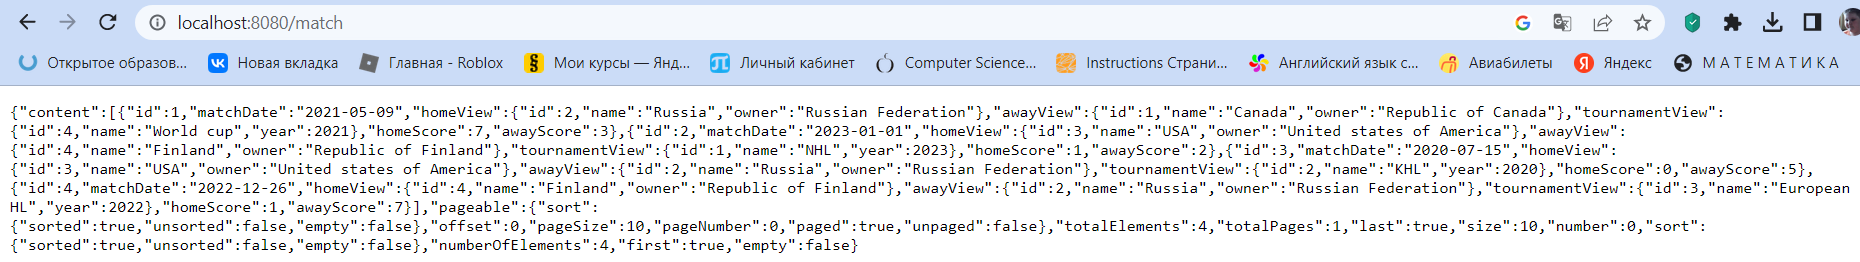 localhost:8080/match
Открытое образов... Новая вкладка Главная - Roblox Мои курсы — Янд... Личный кабинет Computer Science... Instructions Страни... Английский язык с... Авиабилеты Яндекс М А Т Е М А Т И К А
{"content":[{"id":1,"matchDate":"2021-05-09","homeView":{"id":2,"name":"Russia","owner":"Russian Federation"},"awayView":{"id":1,"name":"Canada","owner":"Republic of Canada"},"tournamentView":
{"id":4,"name":"World cup","year":2021},"homeScore":7,"awayScore":3},{"id":2,"matchDate":"2023-01-01","homeView":{"id":3,"name":"USA","owner":"United states of America"},"awayView":
{"id":4,"name":"Finland","owner":"Republic of Finland"},"tournamentView":{"id":1,"name":"NHL","year":2023},"homeScore":1,"awayScore":2},{"id":3,"matchDate":"2020-07-15","homeView":
{"id":3,"name":"USA","owner":"United states of America"},"awayView":{"id":2,"name":"Russia","owner":"Russian Federation"},"tournamentView":{"id":2,"name":"KHL","year":2020},"homeScore":0,"awayScore":5},
{"id":4,"matchDate":"2022-12-26","homeView":{"id":4,"name":"Finland","owner":"Republic of Finland"},"awayView":{"id":2,"name":"Russia","owner":"Russian Federation"},"tournamentView":{"id":3,"name":"European
HL","year":2022},"homeScore":1,"awayScore":7}],"pageable":{"sort":
{"sorted":true,"unsorted":false,"empty":false},"offset":0,"pageSize":10,"pageNumber":0,"paged":true,"unpaged":false},"totalElements":4,"totalPages":1,"last":true,"size":10,"number":0,"sort":
{"sorted":true,"unsorted":false,"empty":false},"numberOfElements":4,"first":true,"empty":false}